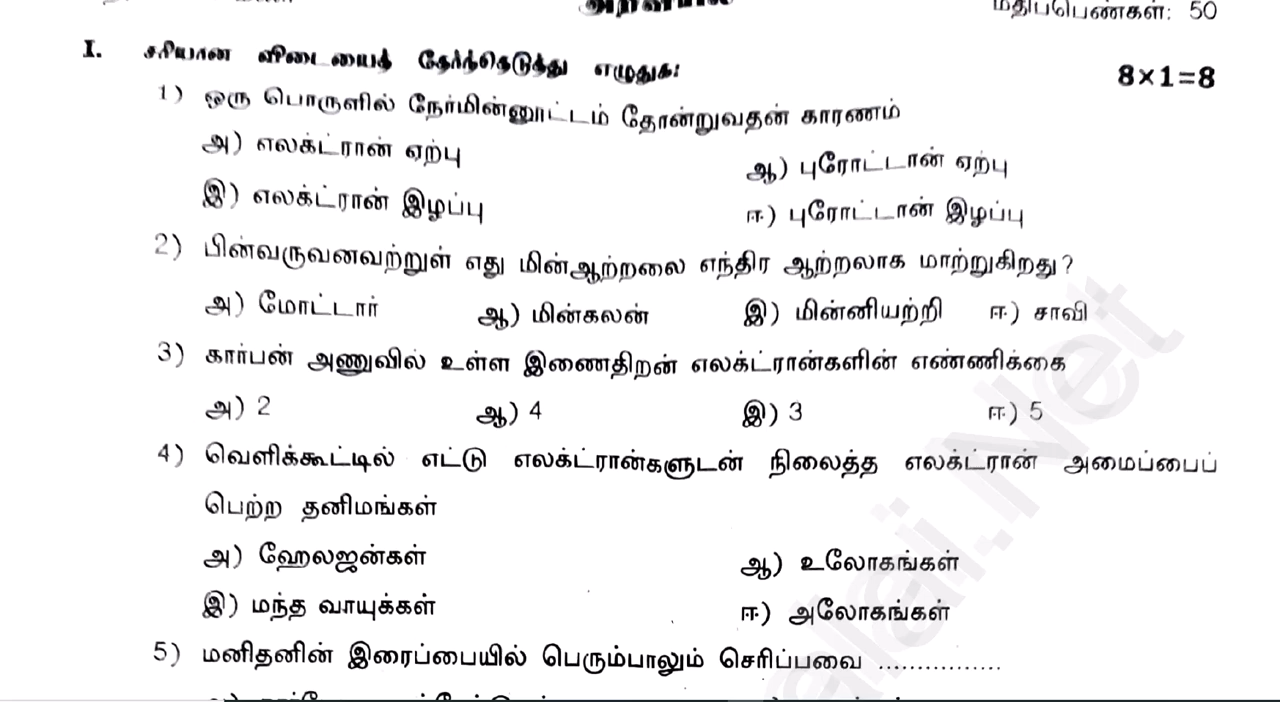 மதிப்பெண்கள்: 50
I. சரியான விடையைத் தேர்ந்தெடுத்து எழுதுக: 8×1=8
1) ஒரு பொருளில் நேர்மின்னூட்டம் தோன்றுவதன் காரணம்
அ) எலக்ட்ரான் ஏற்பு ஆ) புரோட்டான் ஏற்பு
இ) எலக்ட்ரான் இழப்பு ஈ) புரோட்டான் இழப்பு
2) பின்வருவனவற்றுள் எது மின்ஆற்றலை எந்திர ஆற்றலாக மாற்றுகிறது?
அ) மோட்டார் ஆ) மின்கலன் இ) மின்னியற்றி ஈ) சாவி
3) கார்பன் அணுவில் உள்ள இணைதிறன் எலக்ட்ரான்களின் எண்ணிக்கை
அ) 2 ஆ) 4 இ) 3 ஈ) 5
4) வெளிக்கூட்டில் எட்டு எலக்ட்ரான்களுடன் நிலைத்த எலக்ட்ரான் அமைப்பைப்
பெற்ற தனிமங்கள்
அ) ஹேலஜன்கள் ஆ) உலோகங்கள்
இ) மந்த வாயுக்கள் ஈ) அலோகங்கள்
5) மனிதனின் இரைப்பையில் பெரும்பாலும் செரிப்பவை ................